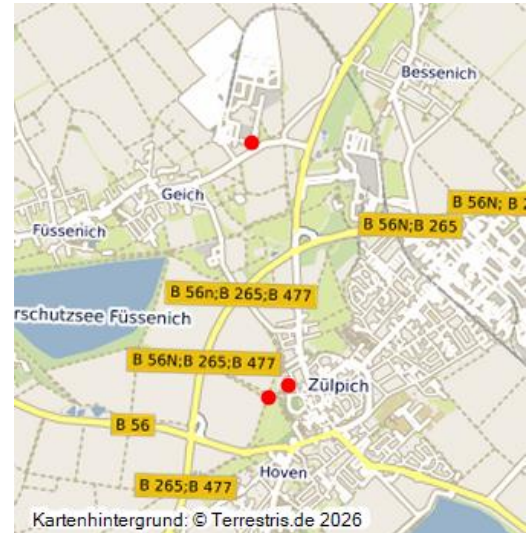 Bessenich
Geich
B 56N; B 2
B 56N;B 265
Füssenich
B 56n;B 265;B 477
erschutzsee Füssenich
B 56N;B 265;B 477
Zülpich
B 56
Hoven
B 265;B 477
Kartenhintergrund: © Terrestris.de 2026